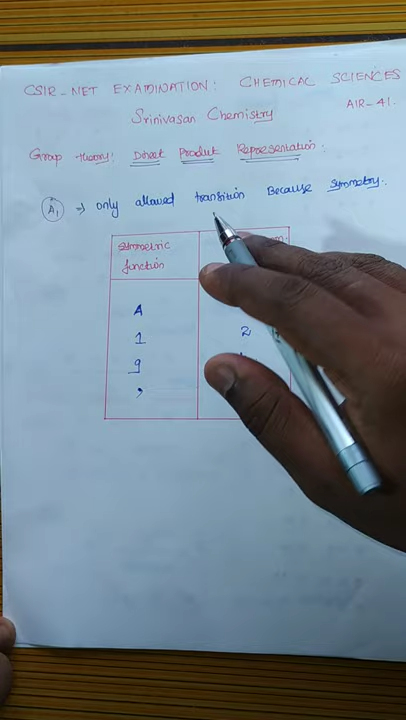 CSIR-NET EXAMINATION: CHEMICAL SCIENCES
Srinivasan Chemistry AIR-41.
Group theory: Direct Product Representation:
A1 → only allowed transition Because symmetry.
symmetric
function
A
1 2
g
'